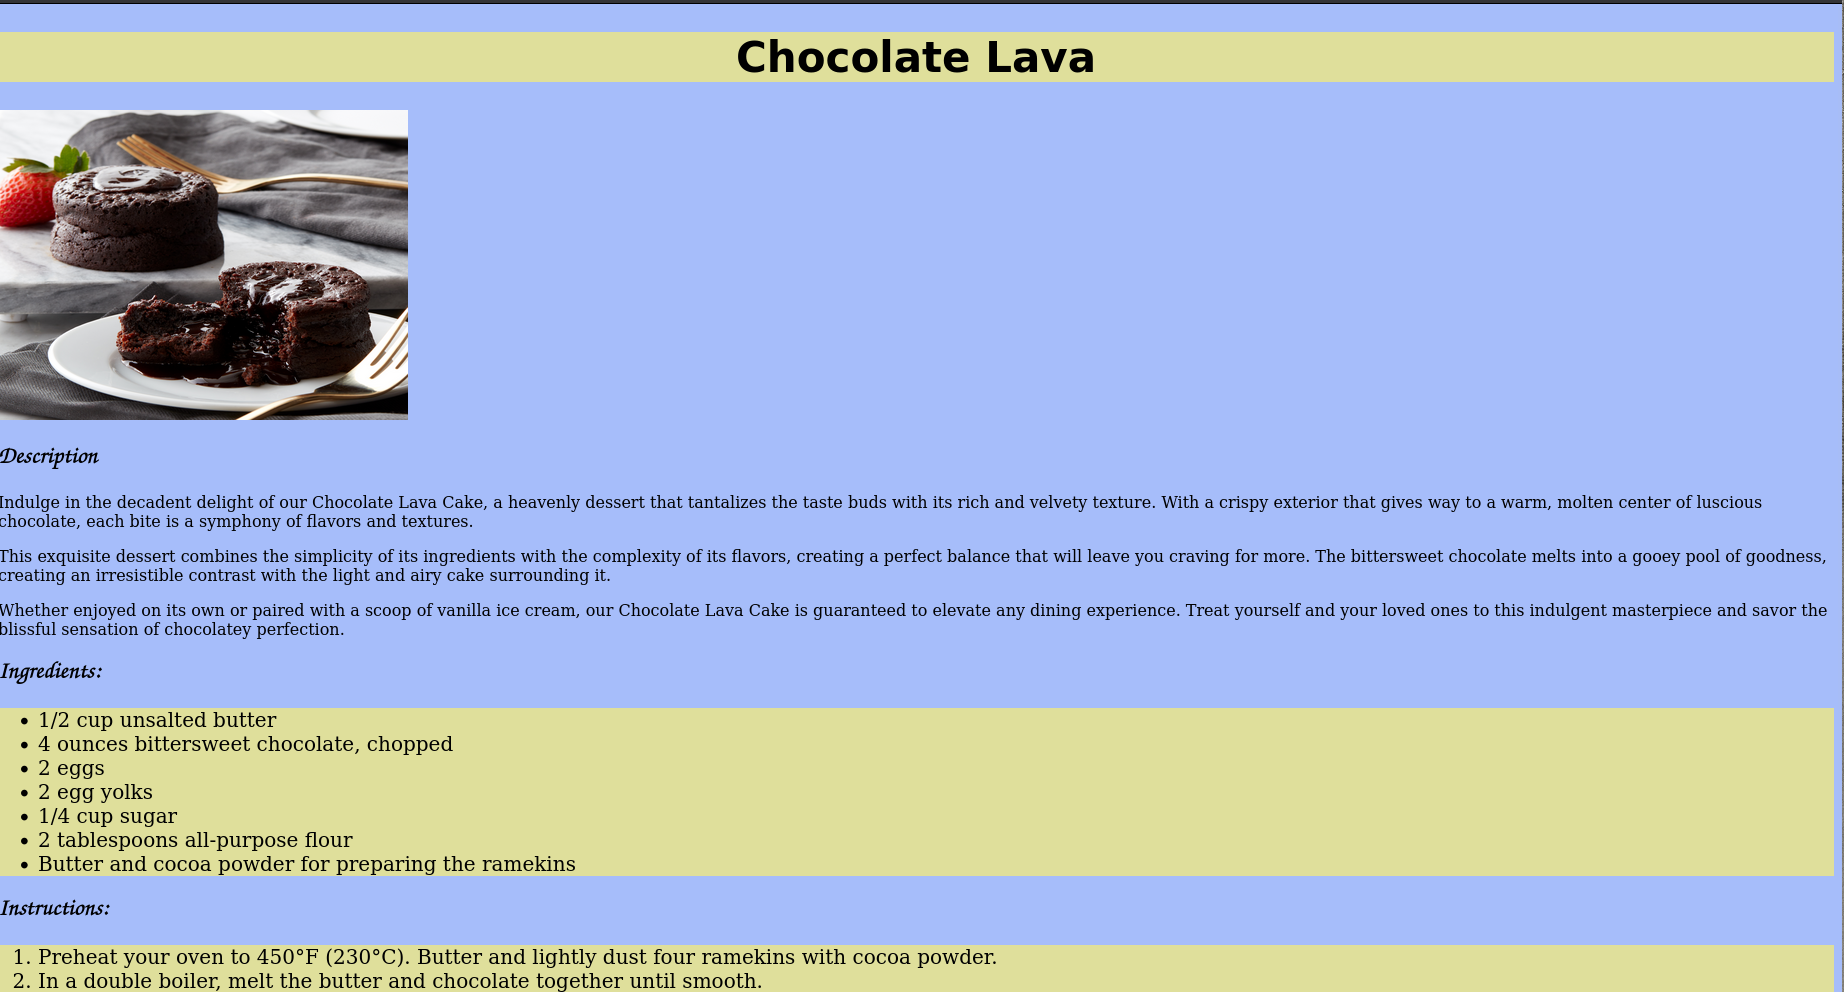 Chocolate Lava
Description
Indulge in the decadent delight of our Chocolate Lava Cake, a heavenly dessert that tantalizes the taste buds with its rich and velvety texture. With a crispy exterior that gives way to a warm, molten center of luscious
chocolate, each bite is a symphony of flavors and textures.
This exquisite dessert combines the simplicity of its ingredients with the complexity of its flavors, creating a perfect balance that will leave you craving for more. The bittersweet chocolate melts into a gooey pool of goodness,
creating an irresistible contrast with the light and airy cake surrounding it.
Whether enjoyed on its own or paired with a scoop of vanilla ice cream, our Chocolate Lava Cake is guaranteed to elevate any dining experience. Treat yourself and your loved ones to this indulgent masterpiece and savor the
blissful sensation of chocolatey perfection.
Ingredients:
• 1/2 cup unsalted butter
• 4 ounces bittersweet chocolate, chopped
• 2 eggs
• 2 egg yolks
• 1/4 cup sugar
• 2 tablespoons all-purpose flour
• Butter and cocoa powder for preparing the ramekins
Instructions:
1. Preheat your oven to 450°F (230°C). Butter and lightly dust four ramekins with cocoa powder.
2. In a double boiler, melt the butter and chocolate together until smooth.